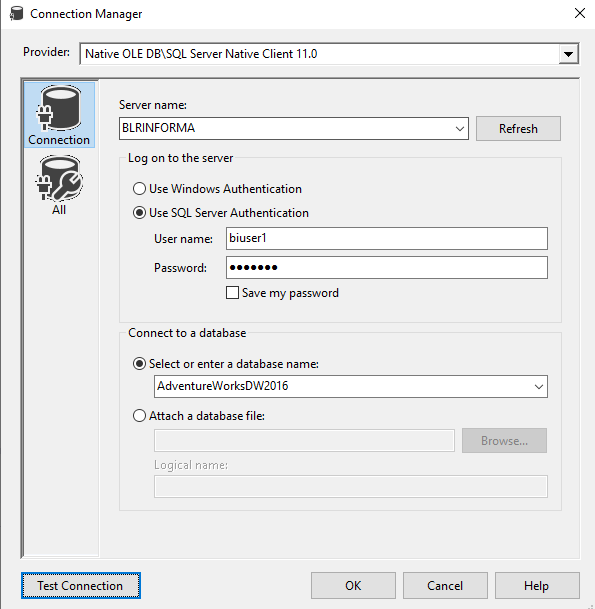 Connection Manager
Provider: Native OLE DB\SQL Server Native Client 11.0
Connection
All
Server name:
BLRINFORMA Refresh
Log on to the server
Use Windows Authentication
Use SQL Server Authentication
User name: biuser1
Password: ●●●●●●●
Save my password
Connect to a database
Select or enter a database name:
AdventureWorksDW2016
Attach a database file:
Browse...
Logical name:
Test Connection OK Cancel Help